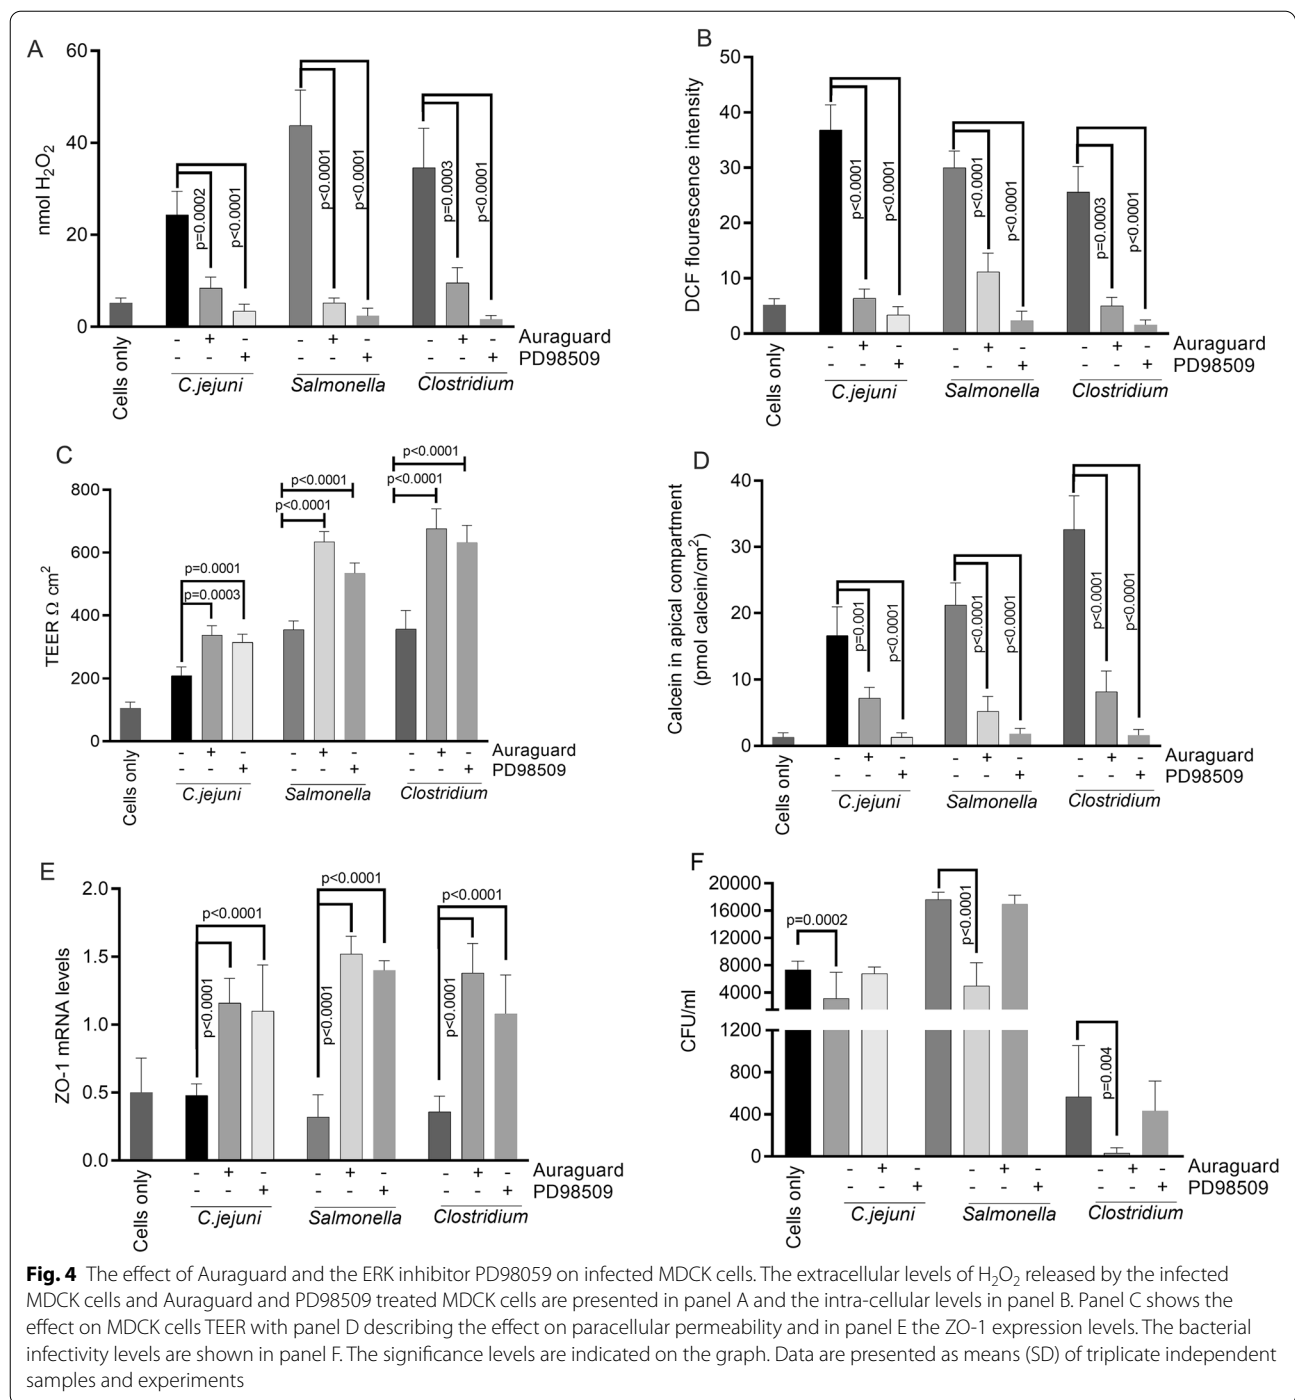 A
60
40
20
0
nmol H2O2
p=0.0002
p<0.0001
p<0.0001
p<0.0001
p=0.0003
p<0.0001
Cells only
- + - - + - - + - Auraguard
- - + - - + - - + PD98509
C.jejuni Salmonella Clostridium
B
50
40
30
20
10
0
DCF flourescence intensity
p<0.0001
p<0.0001
p<0.0001
p<0.0001
p=0.0003
p<0.0001
Cells only
- + - - + - - + - Auraguard
- - + - - + - - + PD98509
C.jejuni Salmonella Clostridium
C
800
600
400
200
0
TEER Ω cm2
p=0.0001
p=0.0003
p<0.0001
p<0.0001
p<0.0001
p<0.0001
Cells only
- + - - + - - + - Auraguard
- - + - - + - - + PD98509
C.jejuni Salmonella Clostridium
D
40
30
20
10
0
Calcein in apical compartment
(pmol calcein/cm2)
p=0.001
p<0.0001
p<0.0001
p<0.0001
p<0.0001
p<0.0001
Cells only
- + - - + - - + - Auraguard
- - + - - + - - + PD98509
C.jejuni Salmonella Clostridium
E
2.0
1.5
1.0
0.5
0.0
ZO-1 mRNA levels
p<0.0001
p<0.0001
p<0.0001
p<0.0001
p<0.0001
p<0.0001
Cells only
- + - - + - - + - Auraguard
- - + - - + - - + PD98509
C.jejuni Salmonella Clostridium
F
20000
16000
12000
8000
4000
1200
800
400
0
CFU/ml
p=0.0002
p<0.0001
p=0.004
Cells only
- + - - + - - + - Auraguard
- - + - - + - - + PD98509
C.jejuni Salmonella Clostridium
Fig. 4 The effect of Auraguard and the ERK inhibitor PD98059 on infected MDCK cells. The extracellular levels of H2O2 released by the infected
MDCK cells and Auraguard and PD98509 treated MDCK cells are presented in panel A and the intra-cellular levels in panel B. Panel C shows the
effect on MDCK cells TEER with panel D describing the effect on paracellular permeability and in panel E the ZO-1 expression levels. The bacterial
infectivity levels are shown in panel F. The significance levels are indicated on the graph. Data are presented as means (SD) of triplicate independent
samples and experiments